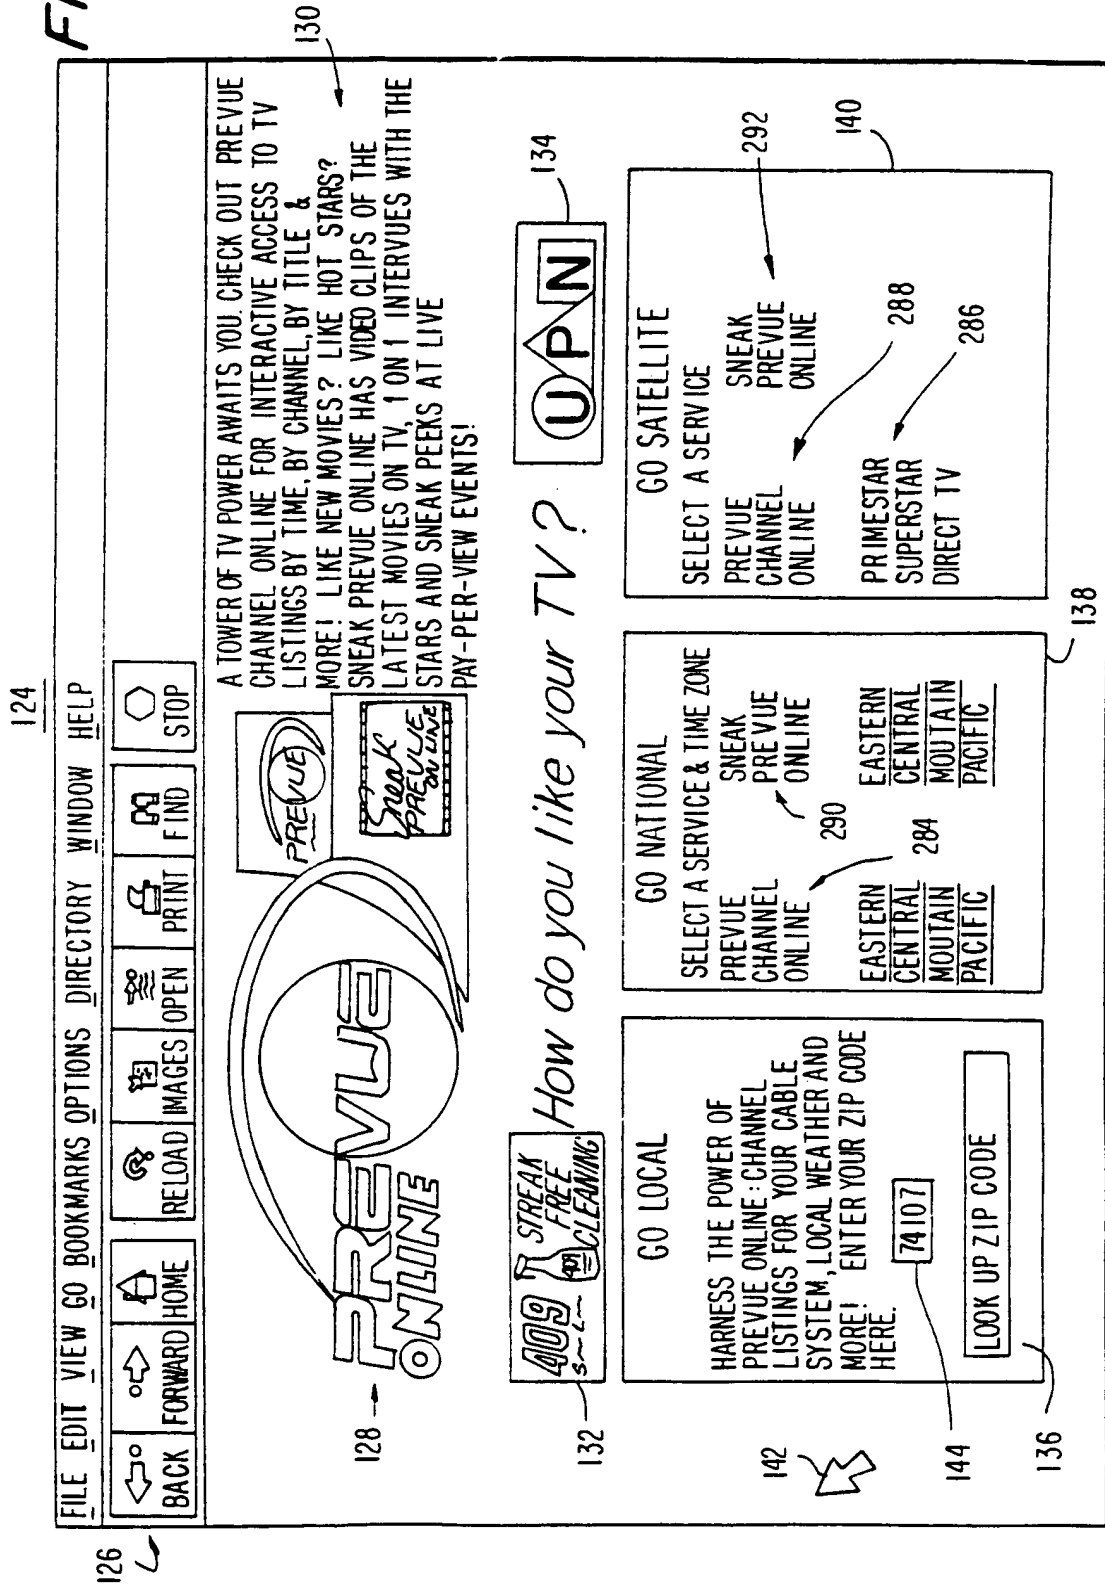 FI
124
126
FILE EDIT VIEW GO BOOKMARKS OPTIONS DIRECTORY WINDOW HELP
BACK FORWARD HOME RELOAD IMAGES OPEN PRINT FIND STOP
128
PREVUE
ONLINE
PREVUE
Sneak
PREVUE
ON LINE
A TOWER OF TV POWER AWAITS YOU. CHECK OUT PREVUE
CHANNEL ONLINE FOR INTERACTIVE ACCESS TO TV
LISTINGS BY TIME, BY CHANNEL, BY TITLE &
MORE! LIKE NEW MOVIES? LIKE HOT STARS?
SNEAK PREVUE ONLINE HAS VIDEO CLIPS OF THE
LATEST MOVIES ON TV, 1 ON 1 INTERVUES WITH THE
STARS AND SNEAK PEEKS AT LIVE
PAY-PER-VIEW EVENTS!
130
132
409
STREAK
FREE
CLEANING
409
How do you like your TV?
UPN
134
142
GO LOCAL
HARNESS THE POWER OF
PREVUE ONLINE:CHANNEL
LISTINGS FOR YOUR CABLE
SYSTEM, LOCAL WEATHER AND
MORE! ENTER YOUR ZIP CODE
HERE.
74107
LOOK UP ZIP CODE
144
136
GO NATIONAL
SELECT A SERVICE & TIME ZONE
PREVUE
CHANNEL
ONLINE
SNEAK
PREVUE
ONLINE
290
284
EASTERN
CENTRAL
MOUTAIN
PACIFIC
EASTERN
CENTRAL
MOUTAIN
PACIFIC
138
GO SATELLITE
SELECT A SERVICE
PREVUE
CHANNEL
ONLINE
SNEAK
PREVUE
ONLINE
292
288
PRIMESTAR
SUPERSTAR
DIRECT TV
286
140